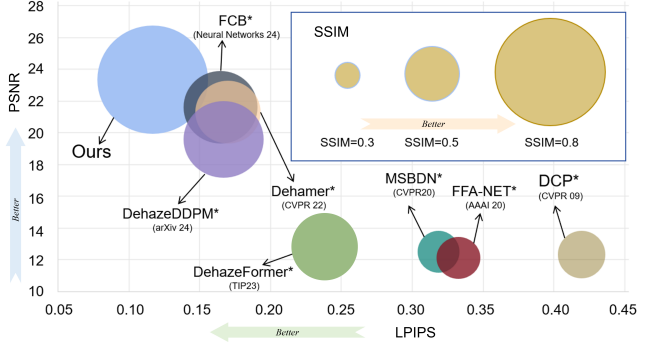 28
26
24
22
20
18
16
14
12
10
PSNR
Better
FCB*
(Neural Networks 24)
SSIM
Better
SSIM=0.3
SSIM=0.5
SSIM=0.8
Ours
Dehamer*
(CVPR 22)
MSBDN*
(CVPR20)
FFA-NET*
(AAAI 20)
DCP*
(CVPR 09)
DehazeDDPM*
(arXiv 24)
DehazeFormer*
(TIP23)
0.05
0.10
0.15
0.20
0.25
0.30
0.35
0.40
0.45
Better
LPIPS